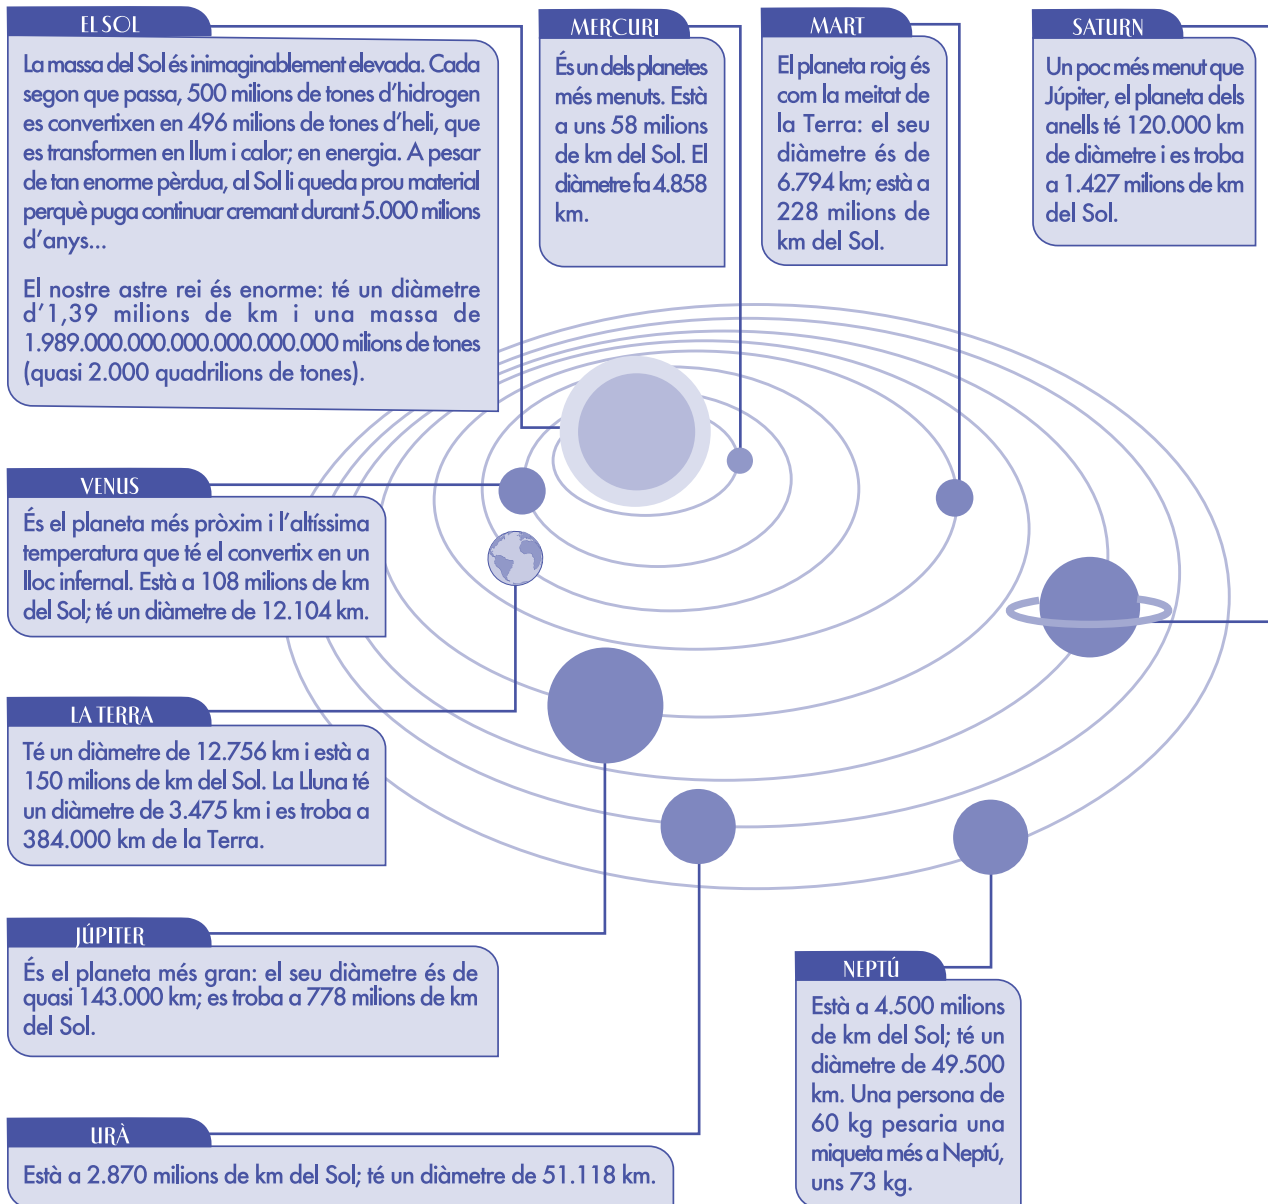 EL SOL
La massa del Sol és inimaginablement elevada. Cada
segon que passa, 500 milions de tones d'hidrogen
es convertixen en 496 milions de tones d'heli, que
es transformen en llum i calor; en energia. A pesar
de tan enorme pèrdua, al Sol li queda prou material
perquè puga continuar cremant durant 5.000 milions
d'anys...
El nostre astre rei és enorme: té un diàmetre
d'1,39 milions de km i una massa de
1.989.000.000.000.000.000.000 milions de tones
(quasi 2.000 quadrilions de tones).
MERCURI
És un dels planetes
més menuts. Està
a uns 58 milions
de km del Sol. El
diàmetre fa 4.858
km.
MART
El planeta roig és
com la meitat de
la Terra: el seu
diàmetre és de
6.794 km; està a
228 milions de
km del Sol.
SATURN
Un poc més menut que
Júpiter, el planeta dels
anells té 120.000 km
de diàmetre i es troba
a 1.427 milions de km
del Sol.
VENUS
És el planeta més pròxim i l'altíssima
temperatura que té el convertix en un
lloc infernal. Està a 108 milions de km
del Sol; té un diàmetre de 12.104 km.
LA TERRA
Té un diàmetre de 12.756 km i està a
150 milions de km del Sol. La Lluna té
un diàmetre de 3.475 km i es troba a
384.000 km de la Terra.
JÚPITER
És el planeta més gran: el seu diàmetre és de
quasi 143.000 km; es troba a 778 milions de km
del Sol.
NEPTÚ
Està a 4.500 milions
de km del Sol; té un
diàmetre de 49.500
km. Una persona de
60 kg pesaria una
miqueta més a Neptú,
uns 73 kg.
URÀ
Està a 2.870 milions de km del Sol; té un diàmetre de 51.118 km.